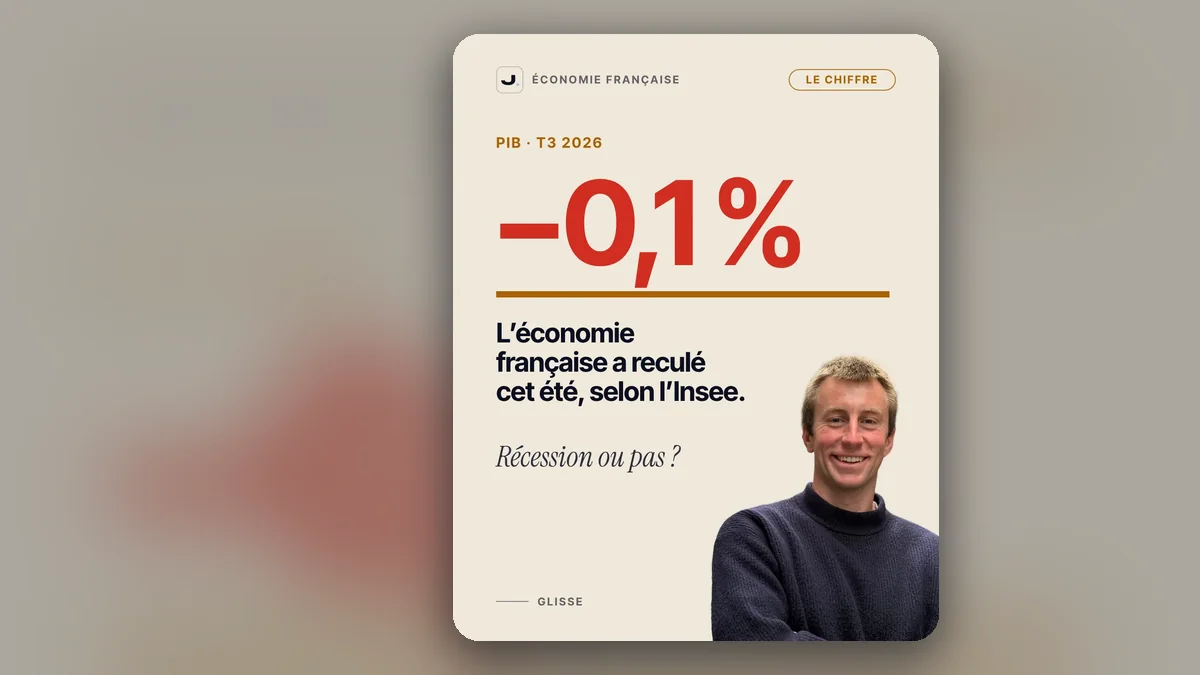 J
ÉCONOMIE FRANÇAISE
LE CHIFFRE
PIB · T3 2026
–0,1%
L’économie
française a reculé
cet été, selon l’Insee.
Récession ou pas ?
GLISSE